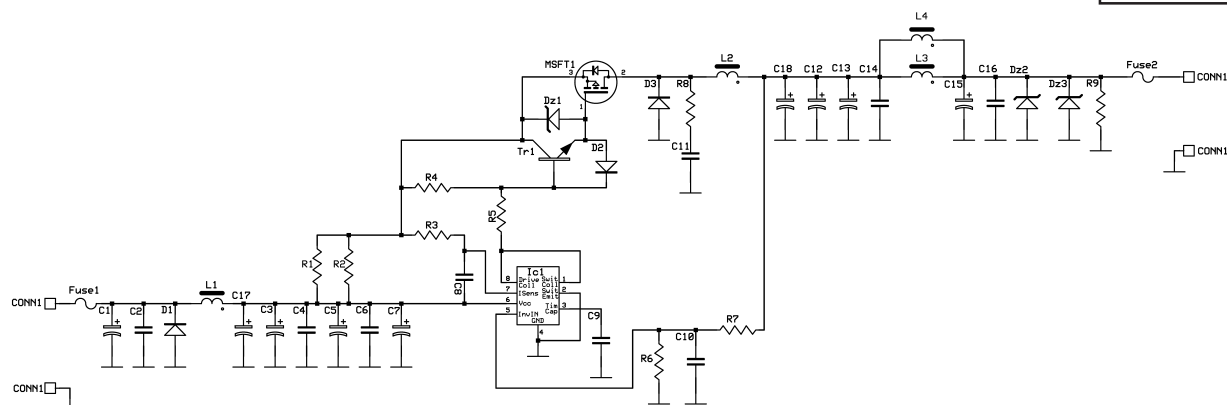 L4
MSFT1
3
2
1
L2
C18
C12
C13
C14
L3
C15
C16
Dz2
Dz3
R9
Fuse2
CONN1
D3
R8
C11
Dz1
Tr1
D2
CONN1
R4
R5
R3
R1
R2
C8
Ic1
8
Drive Coll
Swit Coll
1
7
ISens
Swit Emit
2
6
Vcc
Tim Cap
3
5
InvIN
GND
4
C9
CONN1
Fuse1
L1
C17
C1
C2
D1
C3
C4
C5
C6
C7
R7
C10
R6
CONN1